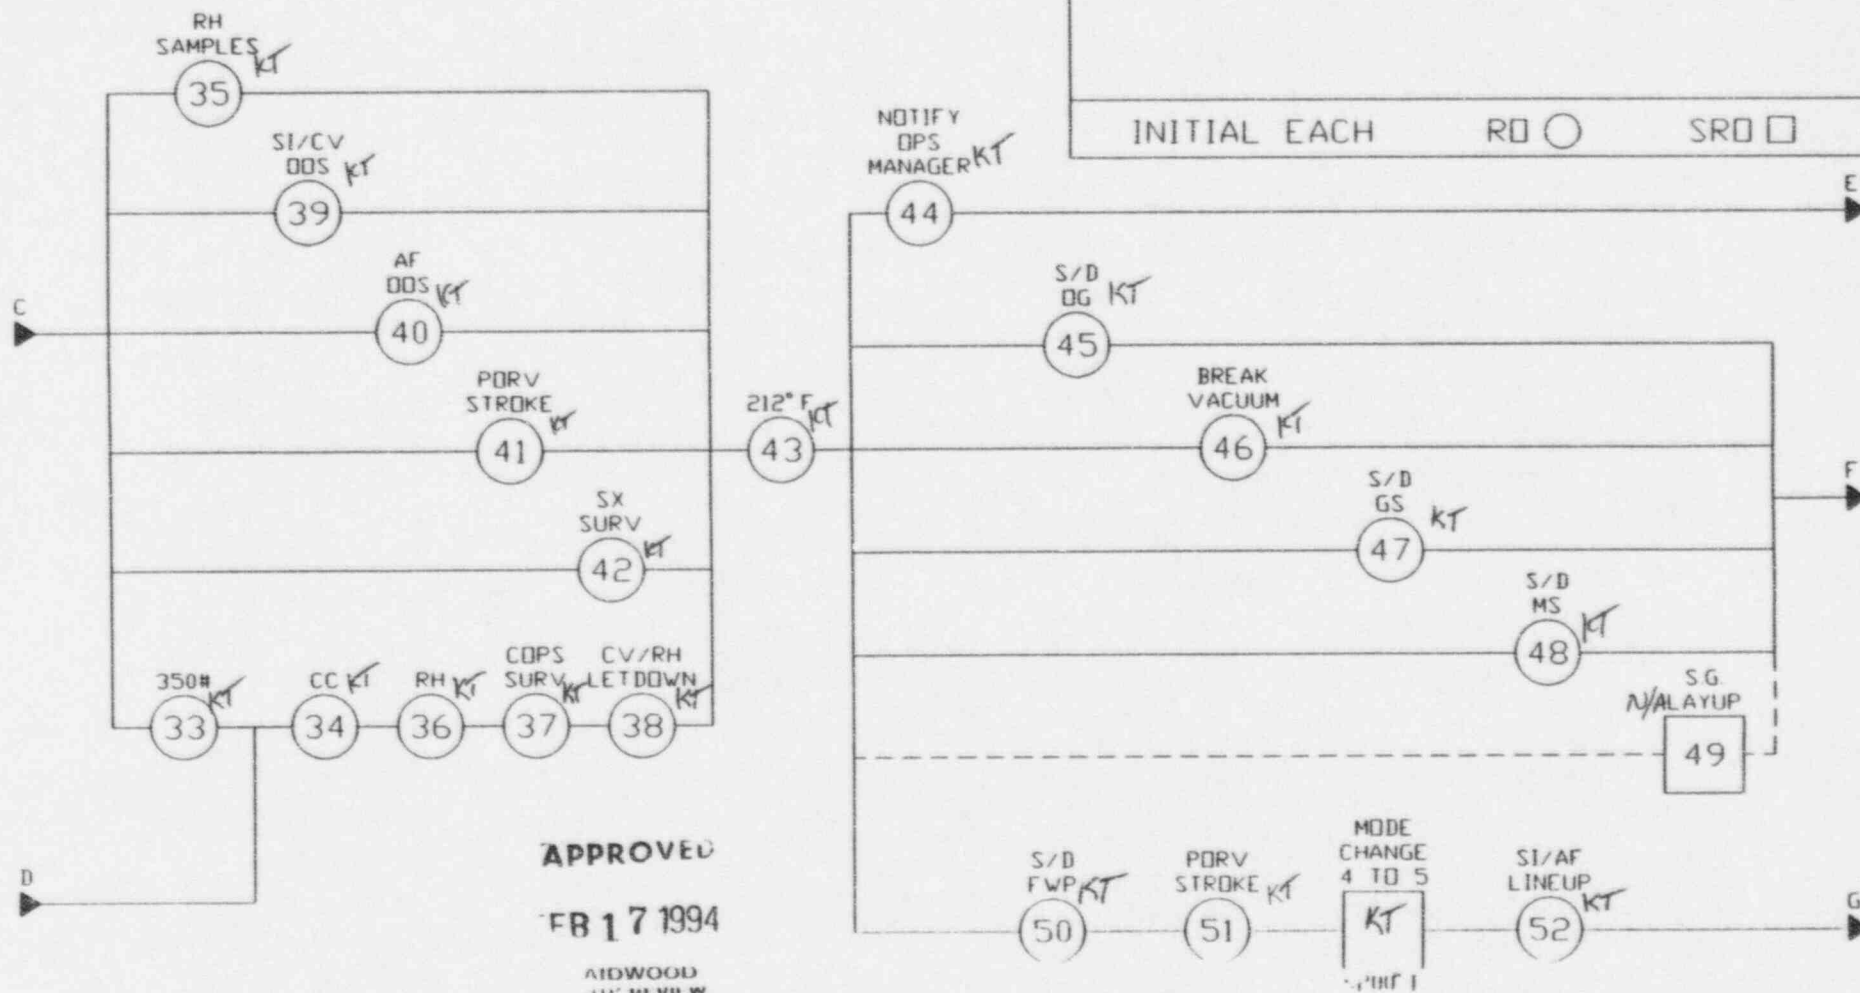 RH
SAMPLES KT
35
SI/CV
OOS KT
39
AF
OOS KT
40
C
PORV
STROKE KT
41
SX
SURV
42 KT
350# KT
33
CC KT
34
RH KT
36
COPS
SURV KT
37
CV/RH
LETDOWN KT
38
D
212°F KT
43
INITIAL EACH RO SRO
NOTIFY
OPS
MANAGER KT
44
E
S/D
OG KT
45
BREAK
VACUUM KT
46
S/D
GS KT
47
F
S/D
MS KT
48
S.G.
N/A LAYUP
49
S/D
FWP KT
50
PORV
STROKE KT
51
MODE
CHANGE
4 TO 5
KT
SI/AF
LINEUP KT
52
G
APPROVED
FEB 17 1994